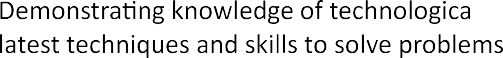 Demonstrating knowledge of technologica
latest techniques and skills to solve problems